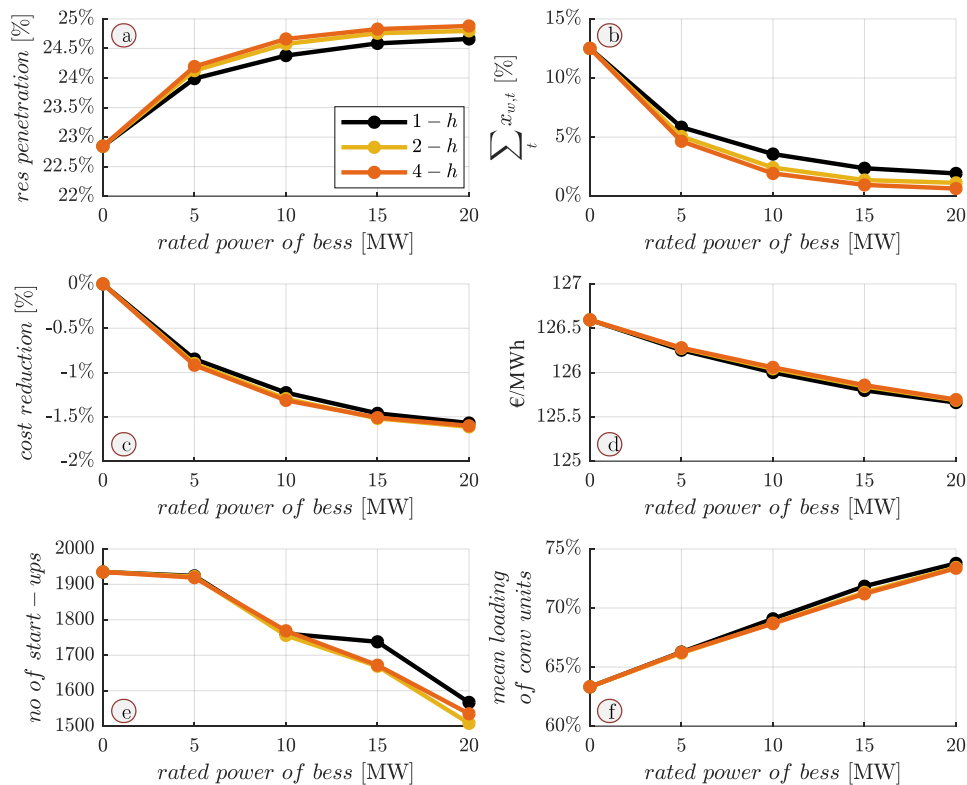 25%
24.5%
24%
23.5%
23%
22.5%
22%
res penetration [%]
a
1 − h
2 − h
4 − h
0 5 10 15 20
rated power of bess [MW]
15%
10%
5%
0%
∑ₜ x_{w,t} [%]
b
0 5 10 15 20
rated power of bess [MW]
0%
-0.5%
-1%
-1.5%
-2%
cost reduction [%]
c
0 5 10 15 20
rated power of bess [MW]
127
126.5
126
125.5
125
€/MWh
d
0 5 10 15 20
rated power of bess [MW]
2000
1900
1800
1700
1600
1500
no of start − ups
e
0 5 10 15 20
rated power of bess [MW]
75%
70%
65%
60%
mean loading
of conv units
f
0 5 10 15 20
rated power of bess [MW]